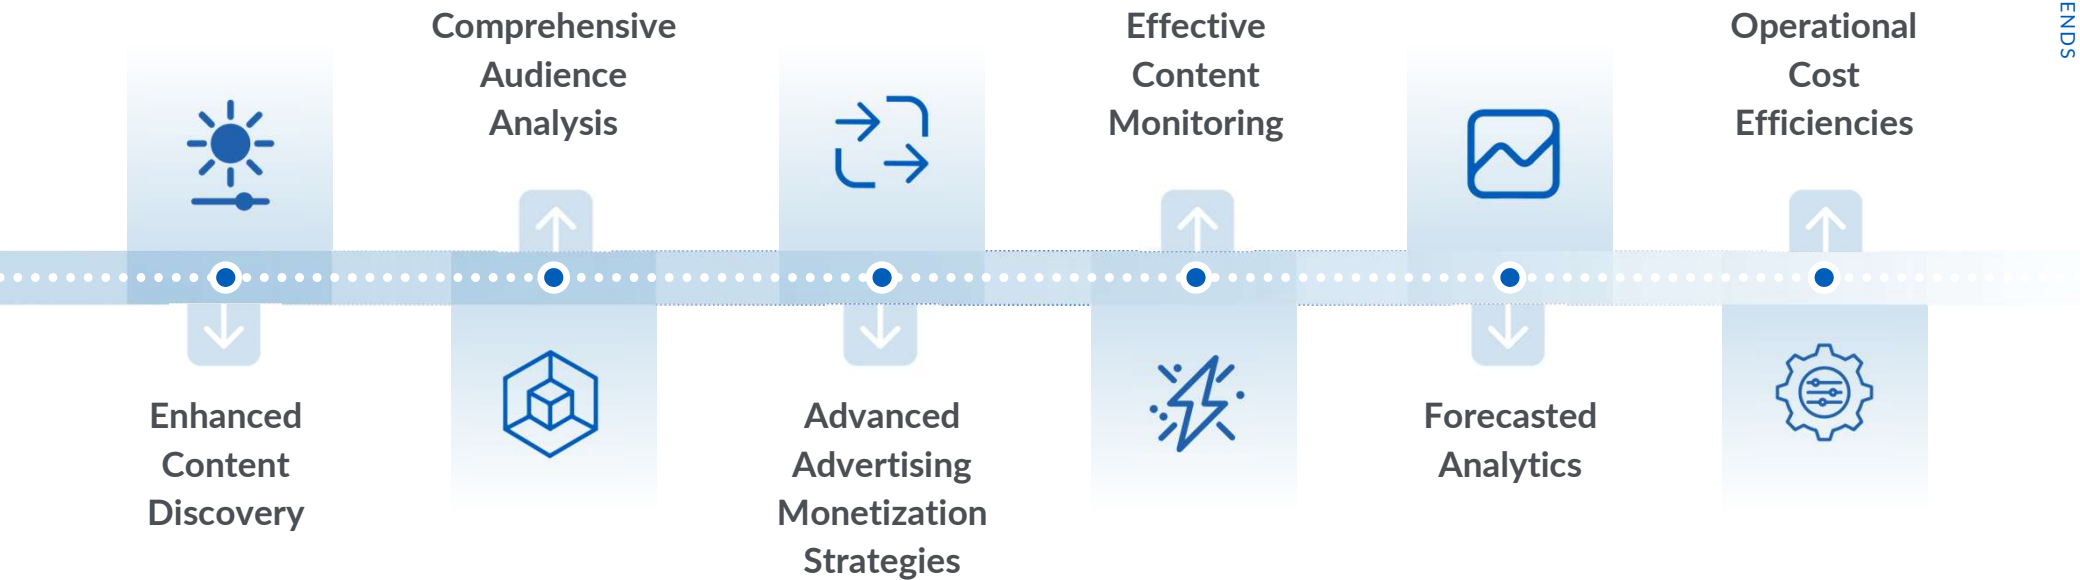 Comprehensive
Audience
Analysis
Effective
Content
Monitoring
Operational
Cost
Efficiencies
ENDS
Enhanced
Content
Discovery
Advanced
Advertising
Monetization
Strategies
Forecasted
Analytics